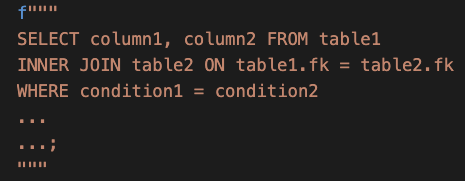 f"""
SELECT column1, column2 FROM table1
INNER JOIN table2 ON table1.fk = table2.fk
WHERE condition1 = condition2
...
...;
"""